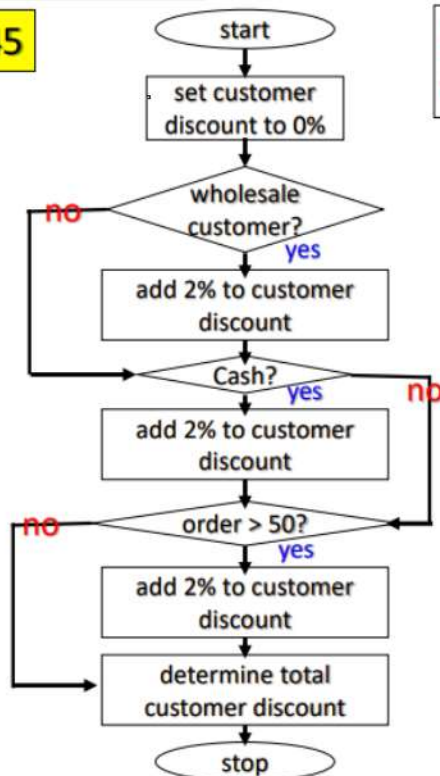 start
set customer
discount to 0%
wholesale
customer?
no
yes
add 2% to customer
discount
Cash?
yes
no
add 2% to customer
discount
order > 50?
no
yes
add 2% to customer
discount
determine total
customer discount
stop